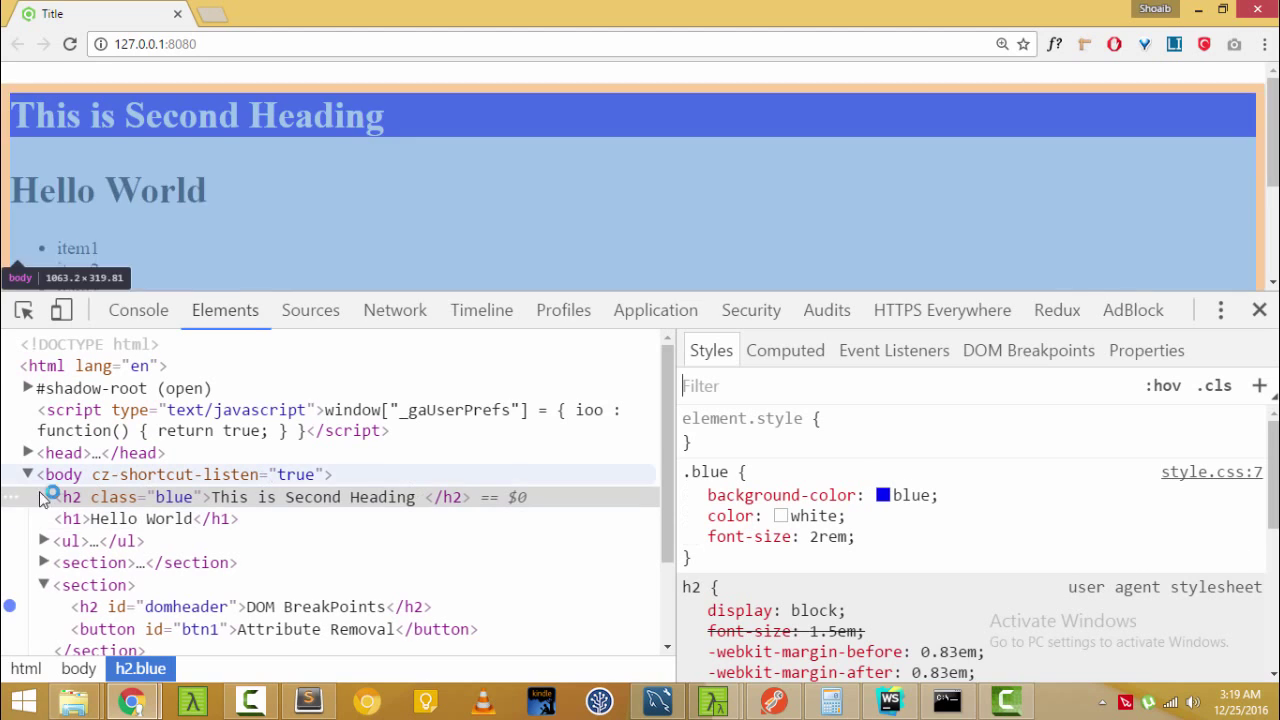 Title
Shoaib
127.0.0.1:8080
f?
LI
This is Second Heading
Hello World
item1
body 1063.2×319.81
Console Elements Sources Network Timeline Profiles Application Security Audits HTTPS Everywhere Redux AdBlock
<!DOCTYPE html>
<html lang="en">
#shadow-root (open)
<script type="text/javascript">window["_gaUserPrefs"] = { ioo :
function() { return true; } }</script>
<head>…</head>
<body cz-shortcut-listen="true">
<h2 class="blue">This is Second Heading </h2> == $0
<h1>Hello World</h1>
<ul>…</ul>
<section>…</section>
<section>
<h2 id="domheader">DOM BreakPoints</h2>
<button id="btn1">Attribute Removal</button>
</section>
html body h2.blue
Styles Computed Event Listeners DOM Breakpoints Properties
Filter :hov .cls +
element.style {
}
.blue { style.css:7
background-color: blue;
color: white;
font-size: 2rem;
}
h2 { user agent stylesheet
display: block;
font-size: 1.5em;
-webkit-margin-before: 0.83em;
-webkit-margin-after: 0.83em;
Activate Windows
Go to PC settings to activate Windows.
kindle
WS
3:19 AM
12/25/2016